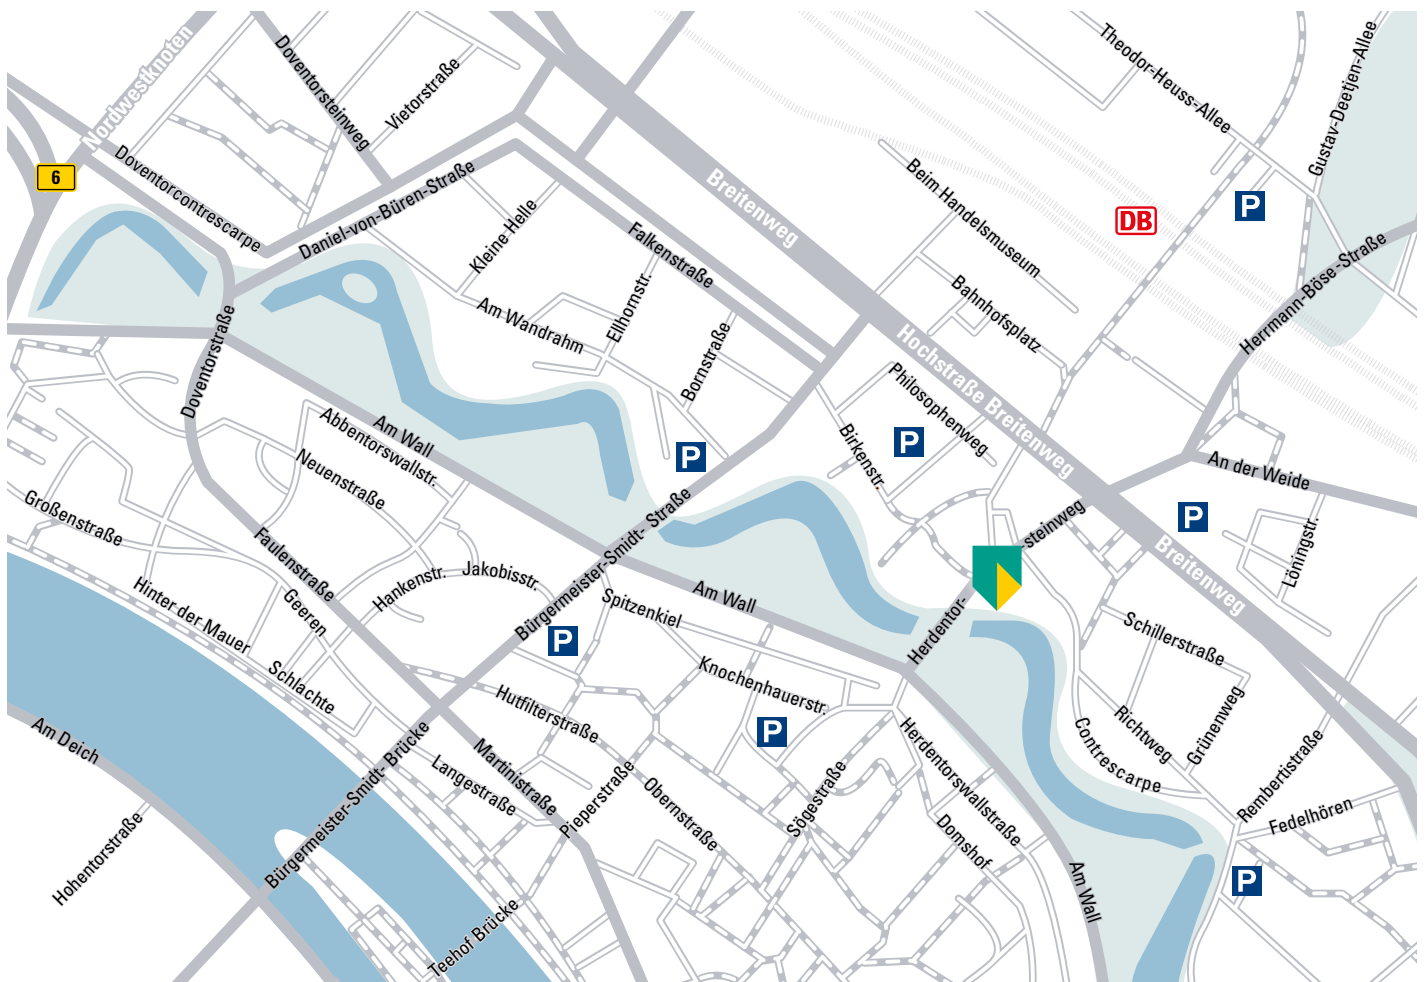 Nordwestknoten
Doventorsteinweg
Vietorstraße
Theodor-Heuss-Allee
Gustav-Deetjen-Allee
6
Doventorcontrescarpe
Daniel-von-Büren-Straße
Breitenweg
Beim Handelsmuseum
DB
P
Kleine Helle
Falkenstraße
Herrmann-Böse-Straße
Am Wandrahm
Ellhornstr.
Bahnhofsplatz
Doventorstraße
Bornstraße
Hochstraße Breitenweg
Philosophenweg
Abbentorswallstr.
Am Wall
Birkenstr.
P
P
Neuenstraße
An der Weide
Großenstraße
P
-steinweg
Löningstr.
Faulenstraße
Breitenweg
Hankenstr.
Jakobisstr.
Bürgermeister-Smidt- Straße
Am Wall
Hinter der Mauer
Geeren
Spitzenkiel
P
Herdentor-
Schillerstraße
Schlachte
Knochenhauerstr.
Hutfilterstraße
P
Am Deich
Richtweg
Grünenweg
Contrescarpe
Martinistraße
Langestraße
Pieperstraße
Obernstraße
Sögestraße
Herdentorswallstraße
Rembertistraße
Fedelhören
Bürgermeister-Smidt- Brücke
Domshof
Hohentorstraße
Am Wall
P
Teehof Brücke